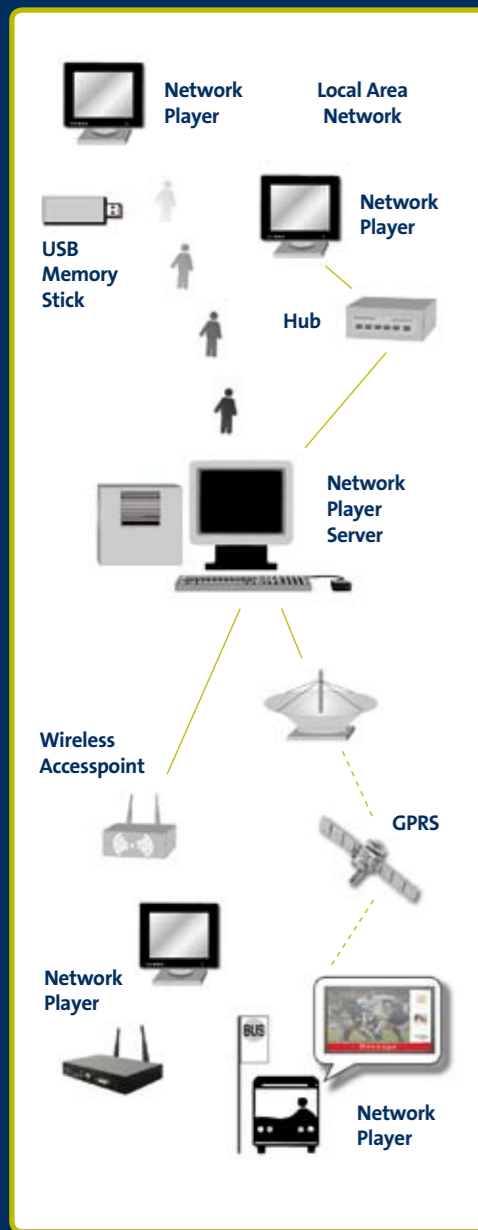 Network
Player
Local Area
Network
USB
Memory
Stick
Network
Player
Hub
Network
Player
Server
Wireless
Accesspoint
GPRS
Network
Player
BUS
Message
Network
Player